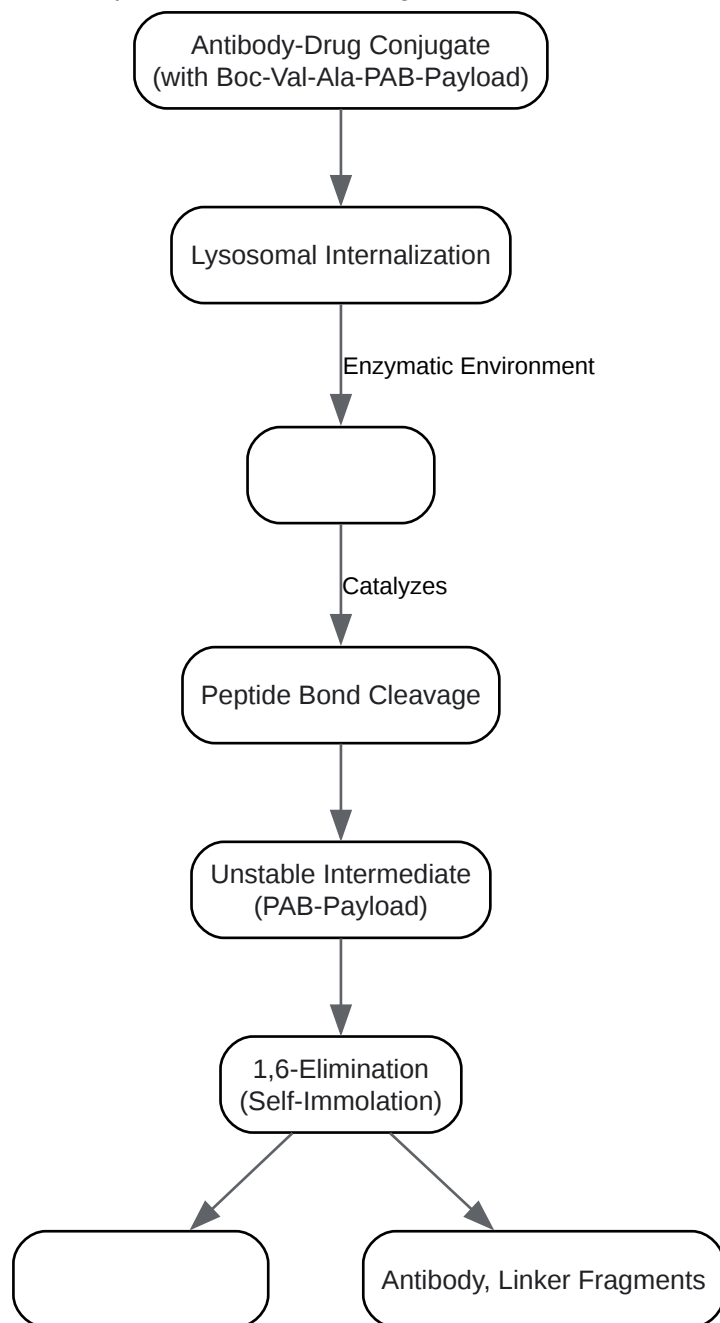 Antibody-Drug Conjugate
(with Boc-Val-Ala-PAB-Payload)
Lysosomal Internalization
Enzymatic Environment
Catalyzes
Peptide Bond Cleavage
Unstable Intermediate
(PAB-Payload)
1,6-Elimination
(Self-Immolation)
Antibody, Linker Fragments